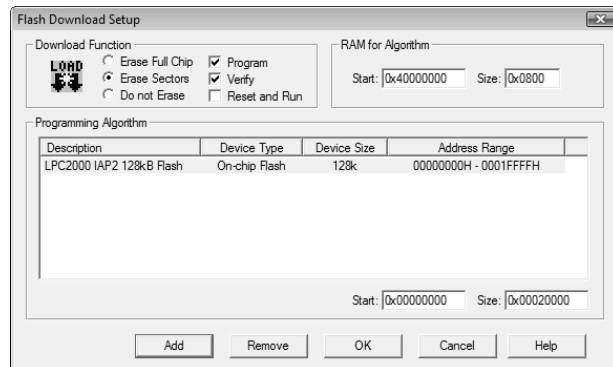 Flash Download Setup
Download Function
LOAD
Erase Full Chip
Erase Sectors
Do not Erase
Program
Verify
Reset and Run
RAM for Algorithm
Start: 0x40000000 Size: 0x0800
Programming Algorithm
Description Device Type Device Size Address Range
LPC2000 IAP2 128kB Flash On-chip Flash 128k 00000000H - 0001FFFFH
Start: 0x00000000 Size: 0x00020000
Add Remove OK Cancel Help